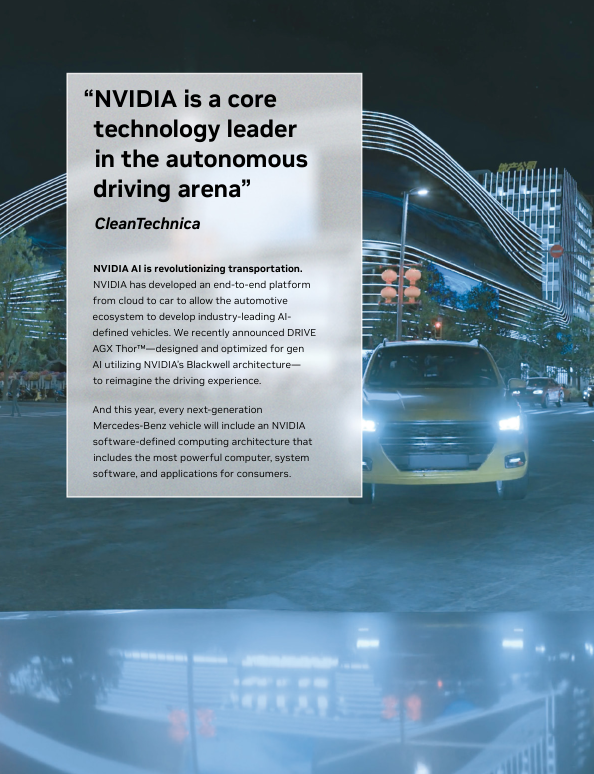 “NVIDIA is a core
technology leader
in the autonomous
driving arena”
CleanTechnica
NVIDIA AI is revolutionizing transportation.
NVIDIA has developed an end-to-end platform
from cloud to car to allow the automotive
ecosystem to develop industry-leading AI-
defined vehicles. We recently announced DRIVE
AGX Thor™—designed and optimized for gen
AI utilizing NVIDIA’s Blackwell architecture—
to reimagine the driving experience.
And this year, every next-generation
Mercedes-Benz vehicle will include an NVIDIA
software-defined computing architecture that
includes the most powerful computer, system
software, and applications for consumers.